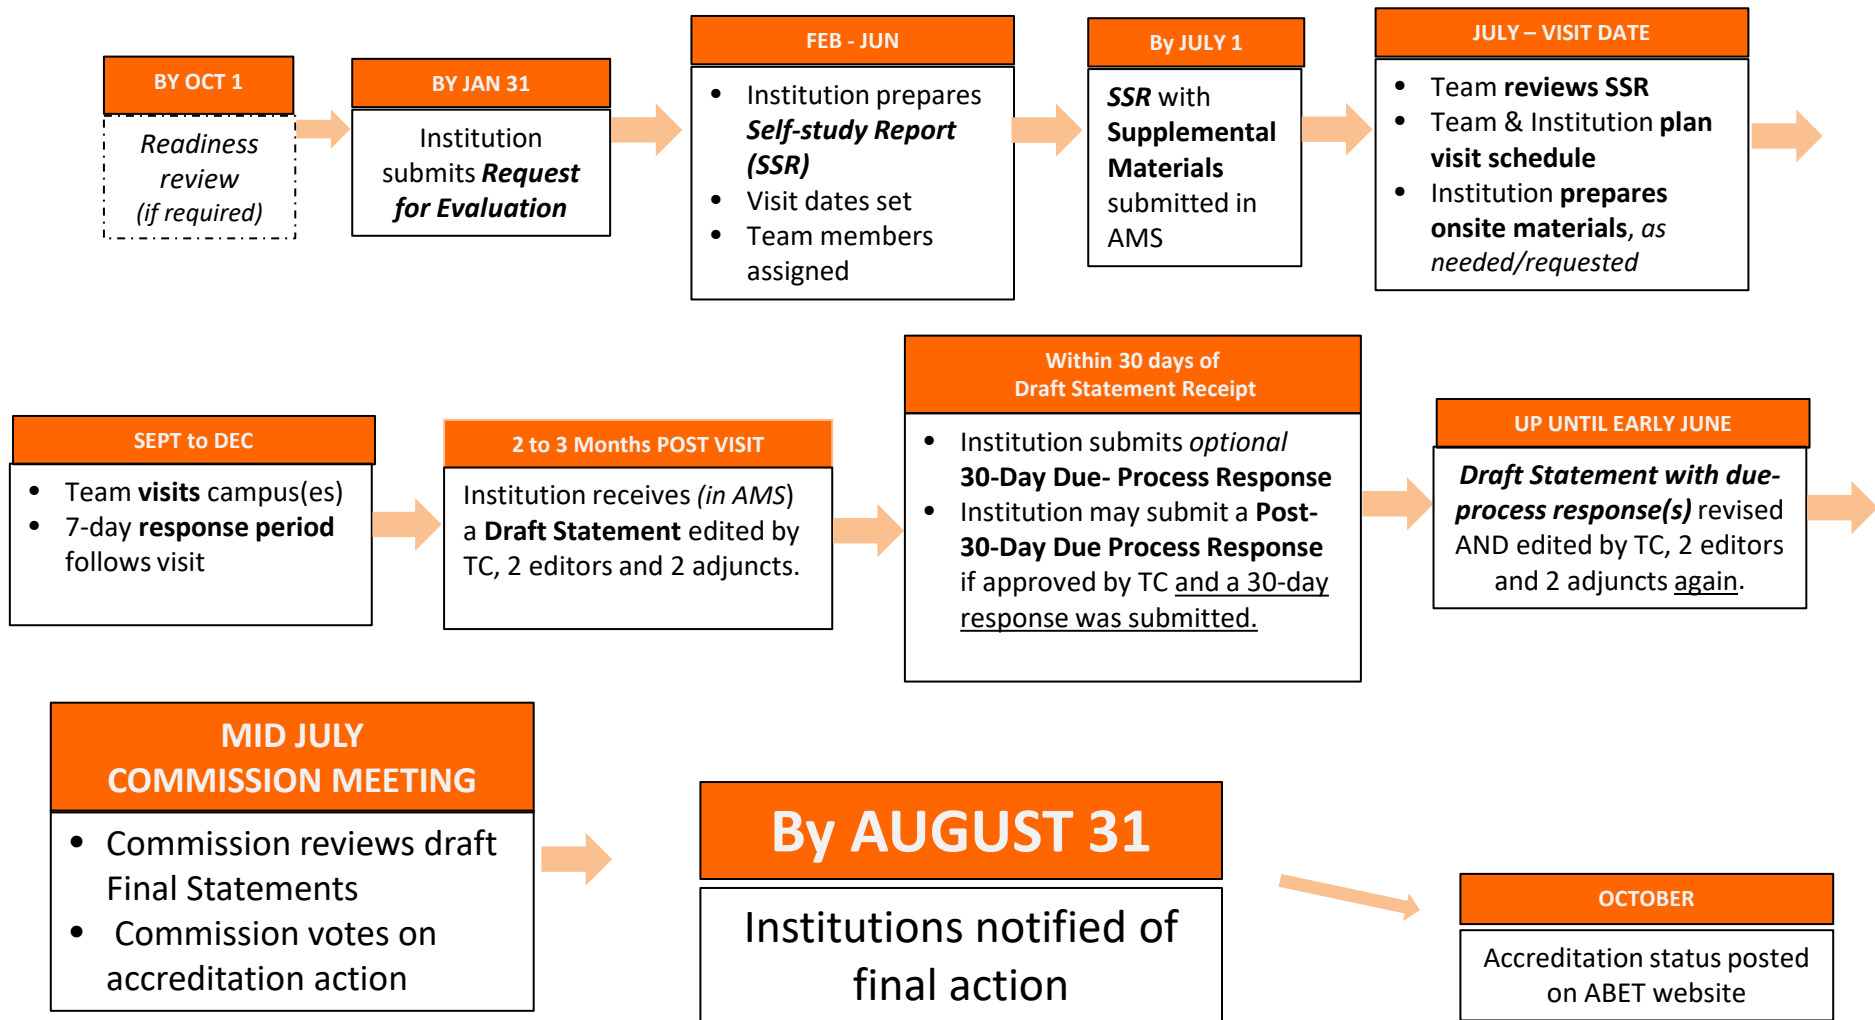 BY OCT 1
Readiness
review
(if required)
BY JAN 31
Institution
submits Request
for Evaluation
FEB - JUN
• Institution prepares
Self-study Report
(SSR)
• Visit dates set
• Team members
assigned
By JULY 1
SSR with
Supplemental
Materials
submitted in
AMS
JULY – VISIT DATE
• Team reviews SSR
• Team & Institution plan
visit schedule
• Institution prepares
onsite materials, as
needed/requested
SEPT to DEC
• Team visits campus(es)
• 7-day response period
follows visit
2 to 3 Months POST VISIT
Institution receives (in AMS)
a Draft Statement edited by
TC, 2 editors and 2 adjuncts.
Within 30 days of
Draft Statement Receipt
• Institution submits optional
30-Day Due- Process Response
• Institution may submit a Post-
30-Day Due Process Response
if approved by TC and a 30-day
response was submitted.
UP UNTIL EARLY JUNE
Draft Statement with due-
process response(s) revised
AND edited by TC, 2 editors
and 2 adjuncts again.
MID JULY
COMMISSION MEETING
• Commission reviews draft
Final Statements
• Commission votes on
accreditation action
By AUGUST 31
Institutions notified of
final action
OCTOBER
Accreditation status posted
on ABET website